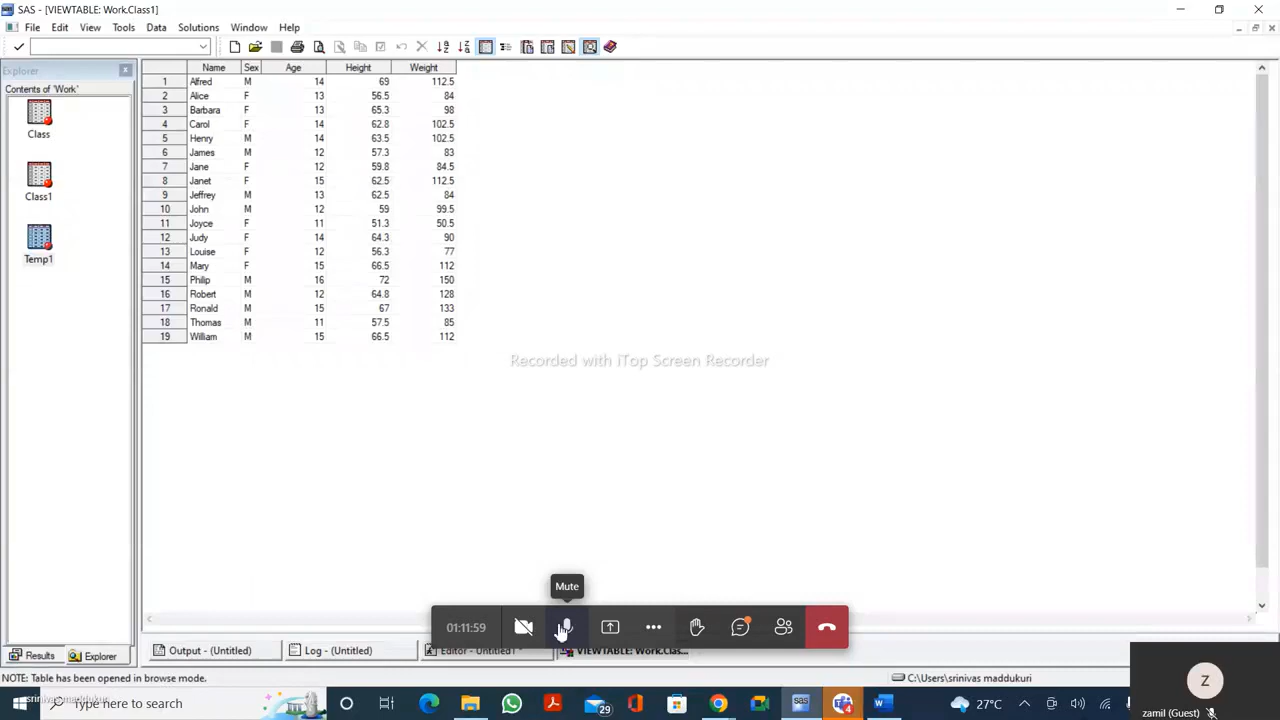 SAS - [VIEWTABLE: Work.Class1]
File Edit View Tools Data Solutions Window Help
Explorer
Contents of 'Work'
Class
Class1
Temp1
Name Sex Age Height Weight
1 Alfred M 14 69 112.5
2 Alice F 13 56.5 84
3 Barbara F 13 65.3 98
4 Carol F 14 62.8 102.5
5 Henry M 14 63.5 102.5
6 James M 12 57.3 83
7 Jane F 12 59.8 84.5
8 Janet F 15 62.5 112.5
9 Jeffrey M 13 62.5 84
10 John M 12 59 99.5
11 Joyce F 11 51.3 50.5
12 Judy F 14 64.3 90
13 Louise F 12 56.3 77
14 Mary F 15 66.5 112
15 Philip M 16 72 150
16 Robert M 12 64.8 128
17 Ronald M 15 67 133
18 Thomas M 11 57.5 85
19 William M 15 66.5 112
Recorded with iTop Screen Recorder
Mute
01:11:59
Results Explorer
Output - (Untitled) Log - (Untitled) Editor - Untitled1 * VIEWTABLE: Work.Clas...
NOTE: Table has been opened in browse mode. C:\Users\srinivas maddukuri
srinivas maddukuri
Type here to search
29
4
27°C
Z
zamil (Guest)